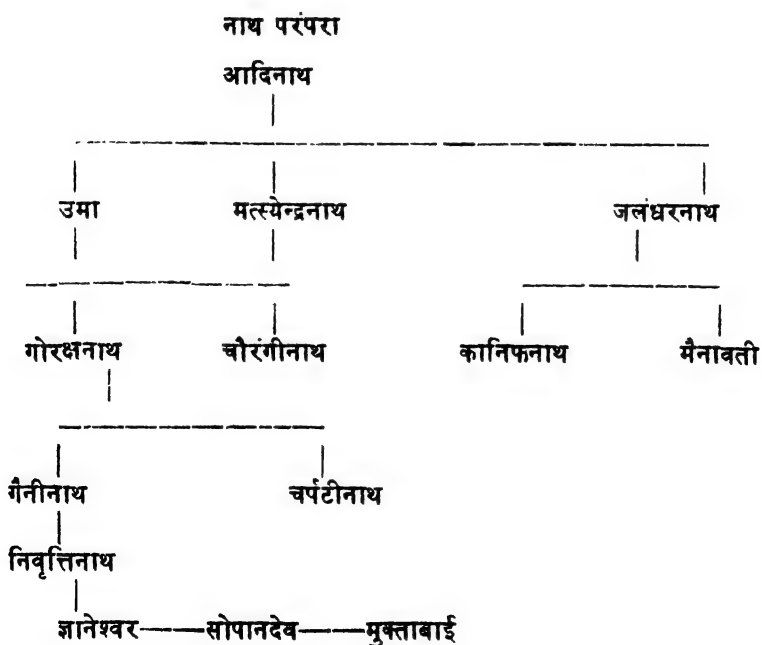 नाथ परंपरा
आदिनाथ
उमा मत्स्येन्द्रनाथ जलंधरनाथ
गोरक्षनाथ चौरंगीनाथ कानिफनाथ मैनावती
गैनीनाथ चर्पटीनाथ
निवृत्तिनाथ
ज्ञानेश्वर सोपानदेव मुक्ताबाई